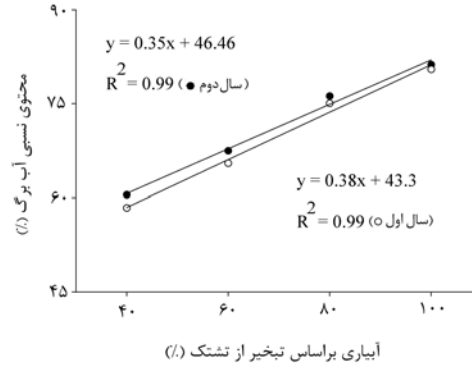 ۹۰
y = 0.35x + 46.46
R² = 0.99 (● سال دوم)
۷۵
محتوی نسبی آب برگ (٪)
y = 0.38x + 43.3
۶۰
R² = 0.99 (○ سال اول)
۴۵
۴۰ ۶۰ ۸۰ ۱۰۰
آبیاری براساس تبخیر از تشتک (٪)